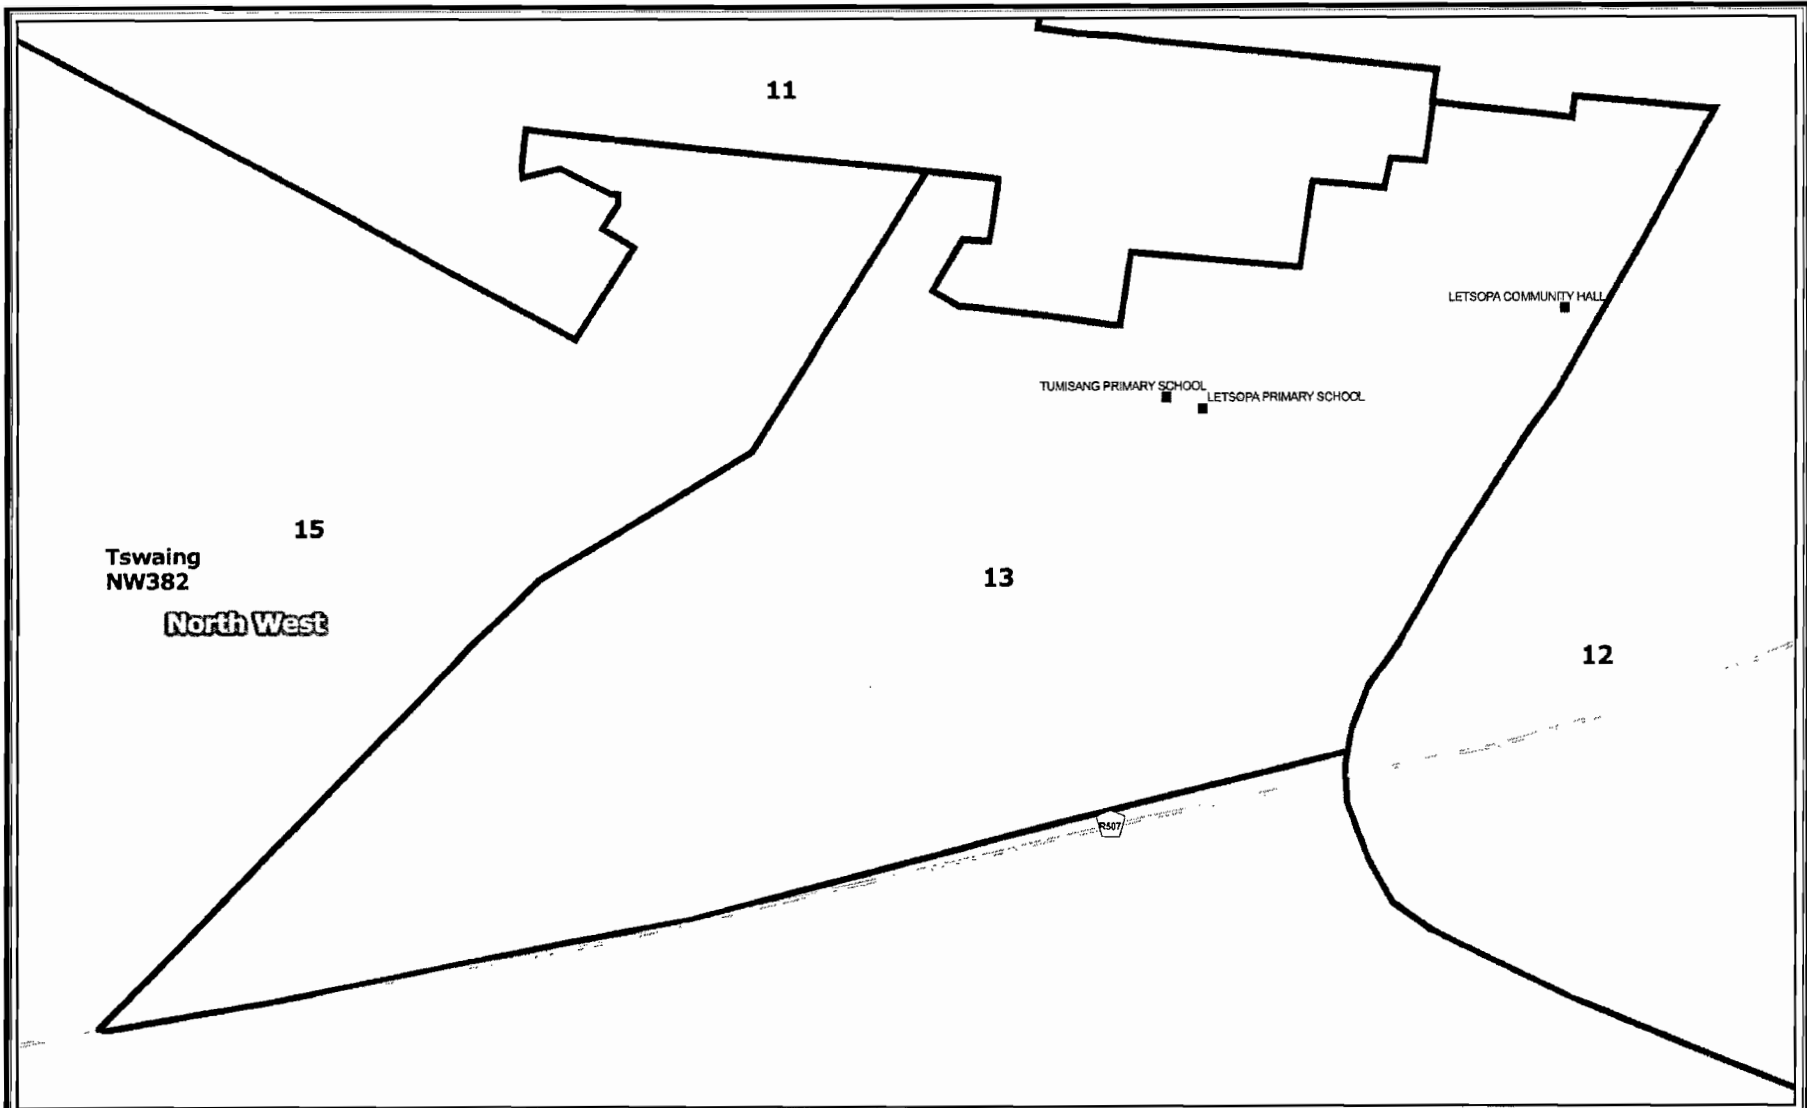 11
LETSOPA COMMUNITY HALL
TUMISANG PRIMARY SCHOOL
LETSOPA PRIMARY SCHOOL
15
Tswaing
NW382
North West
13
12
R507